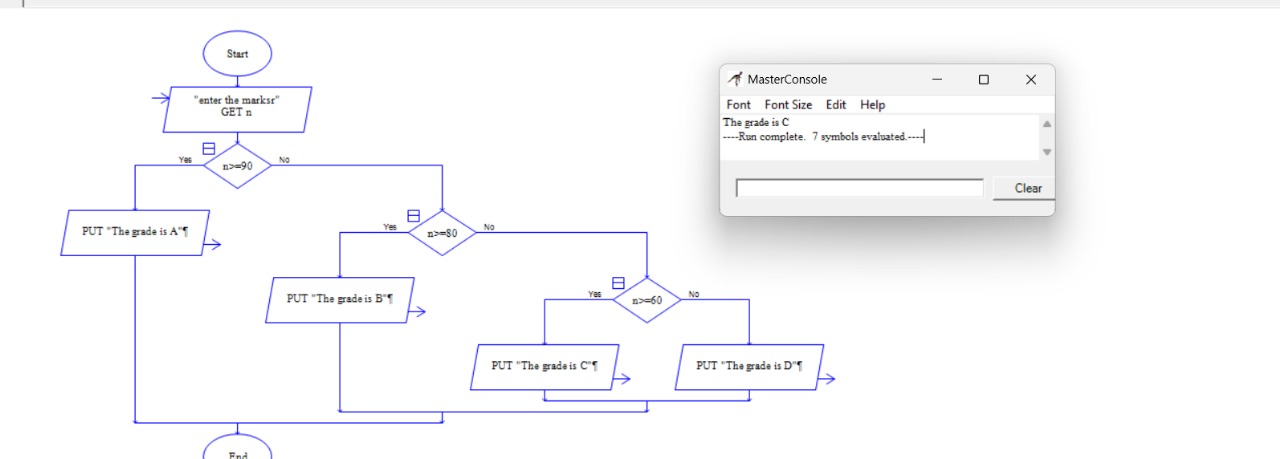 Start
"enter the marksr"
GET n
Yes
n>=90
No
PUT "The grade is A"¶
Yes
n>=80
No
PUT "The grade is B"¶
Yes
n>=60
No
PUT "The grade is C"¶
PUT "The grade is D"¶
End
MasterConsole
Font Font Size Edit Help
The grade is C
----Run complete. 7 symbols evaluated.----
Clear